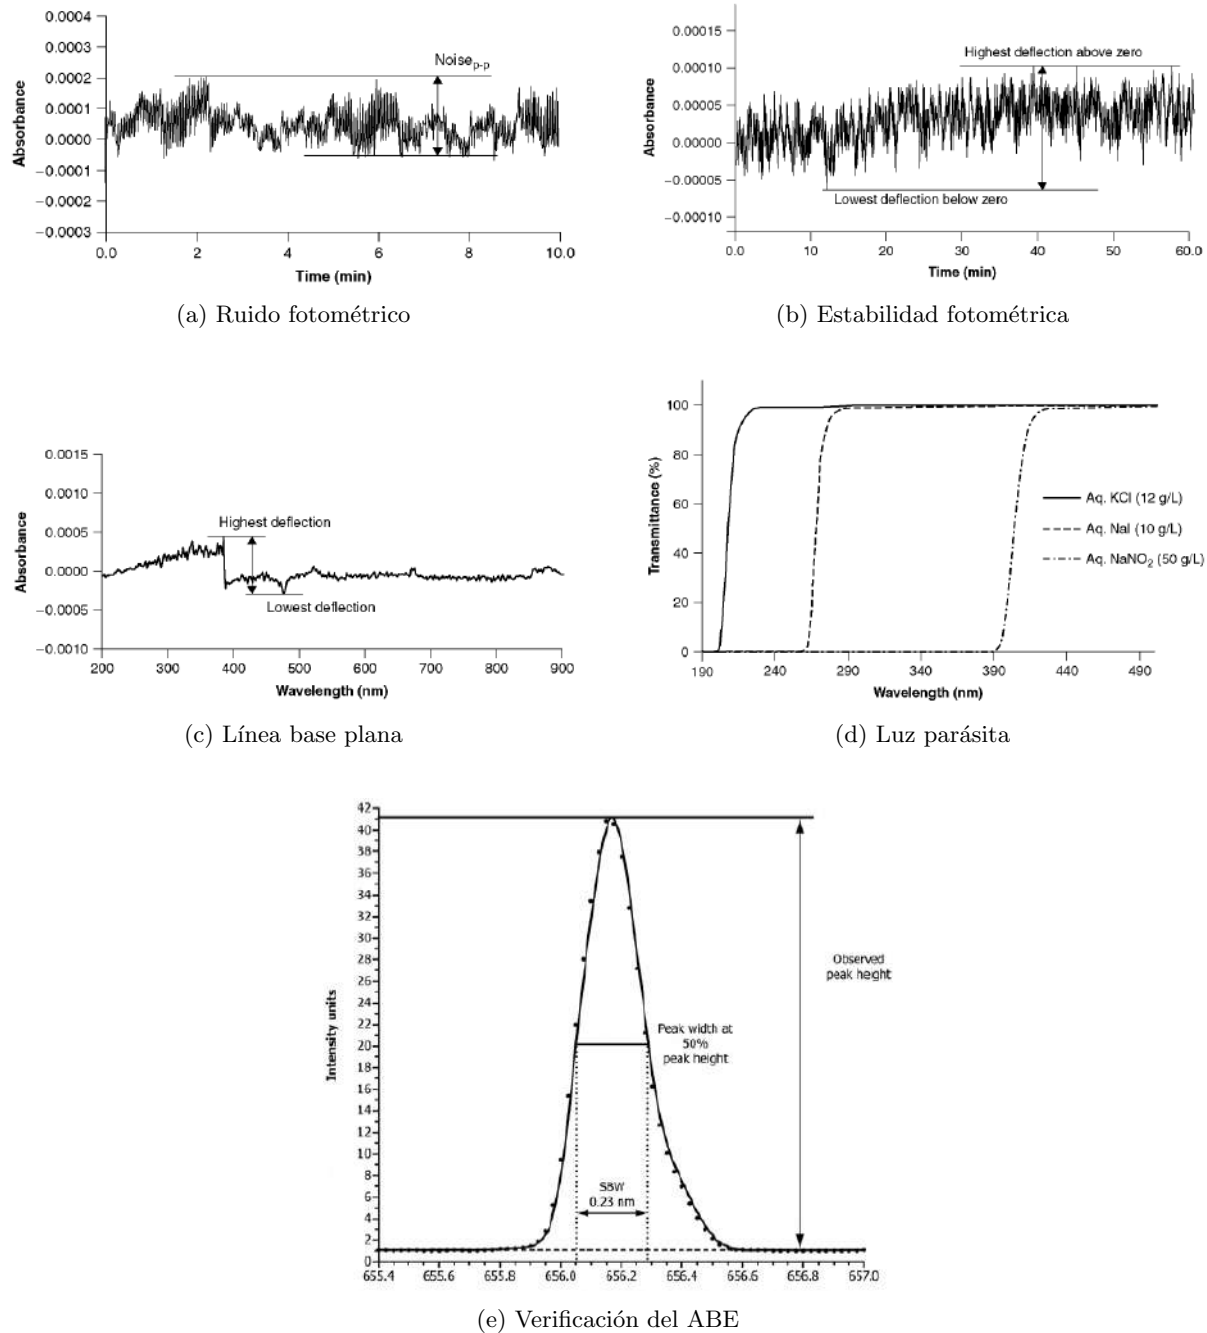 0.0004
0.0003
0.0002
0.0001
0.0000
−0.0001
−0.0002
−0.0003
Absorbance
Noisep-p
0.0 2 4 6 8 10.0
Time (min)
(a) Ruido fotométrico
0.00015
0.00010
0.00005
0.00000
−0.00005
−0.00010
Absorbance
Highest deflection above zero
Lowest deflection below zero
0.0 10 20 30 40 50 60.0
Time (min)
(b) Estabilidad fotométrica
0.0015
0.0010
0.0005
0.0000
−0.0005
−0.0010
Absorbance
Highest deflection
Lowest deflection
200 300 400 500 600 700 800 900
Wavelength (nm)
(c) Línea base plana
100
80
60
40
20
0
Transmittance (%)
Aq. KCl (12 g/L)
Aq. NaI (10 g/L)
Aq. NaNO2 (50 g/L)
190 240 290 340 390 440 490
Wavelength (nm)
(d) Luz parásita
42
40
38
36
34
32
30
28
26
24
22
20
18
16
14
12
10
8
6
4
2
0
Intensity units
Observed
peak height
Peak width at
50%
peak height
SBW
0.23 nm
655.4 655.6 655.8 656.0 656.2 656.4 656.6 656.8 657.0
(e) Verificación del ABE